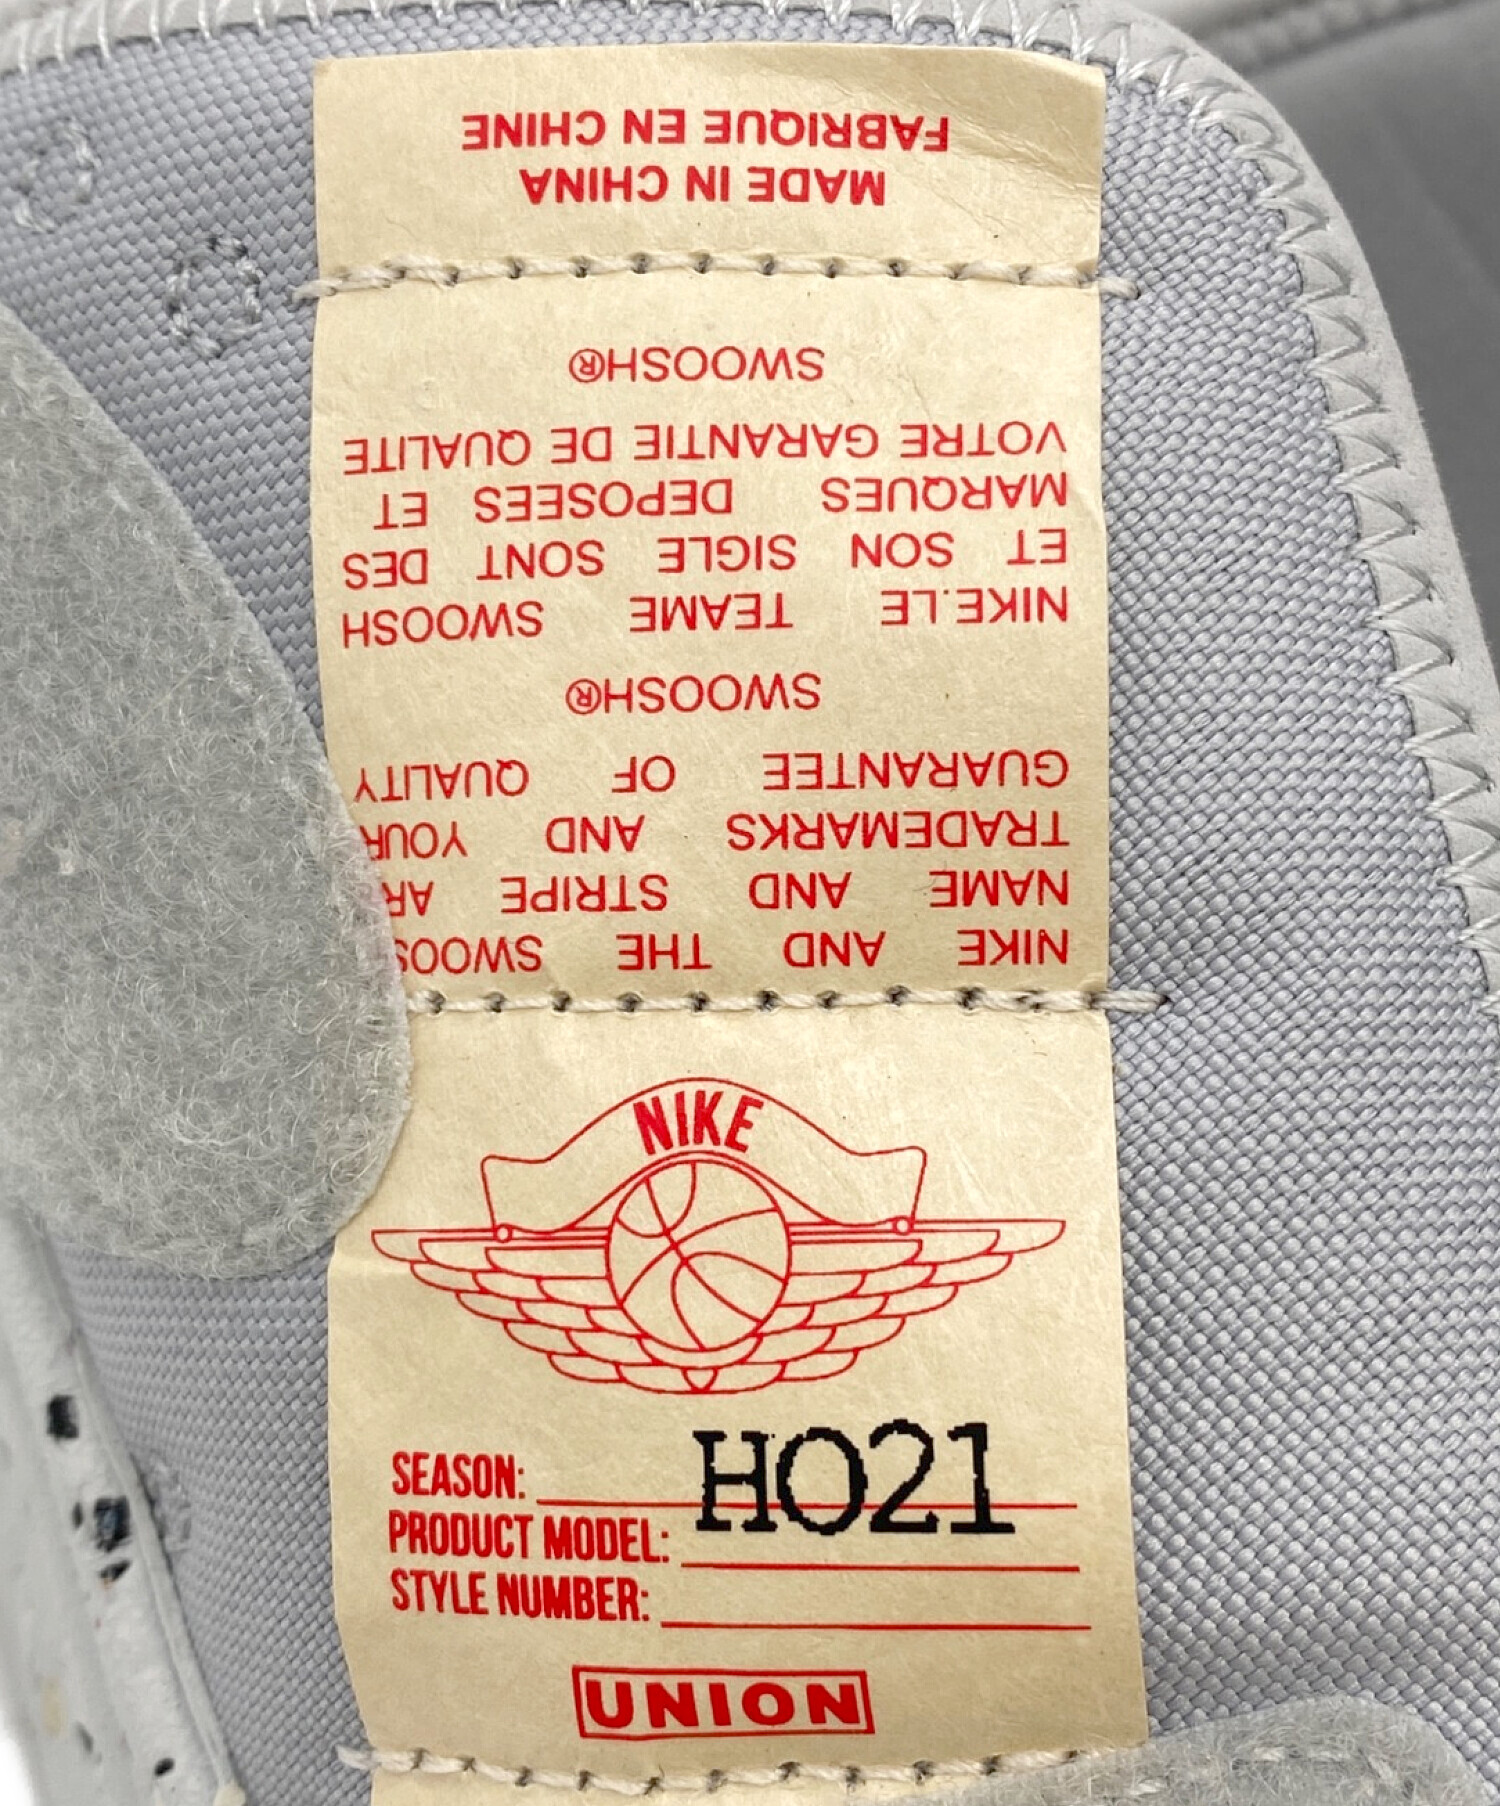 FABRIQUE EN CHINE
MADE IN CHINA
SWOOSH®
VOTRE GARANTIE DE QUALITE
MARQUES DEPOSEES ET
ET SON SIGLE SONT DES
NIKE.LE TEAME SWOOSH
SWOOSH®
GUARANTEE OF QUALITY
TRADEMARKS AND YOUR
NAME AND STRIPE AR
NIKE AND THE SWOOS
NIKE
SEASON: HO21
PRODUCT MODEL:
STYLE NUMBER:
UNION